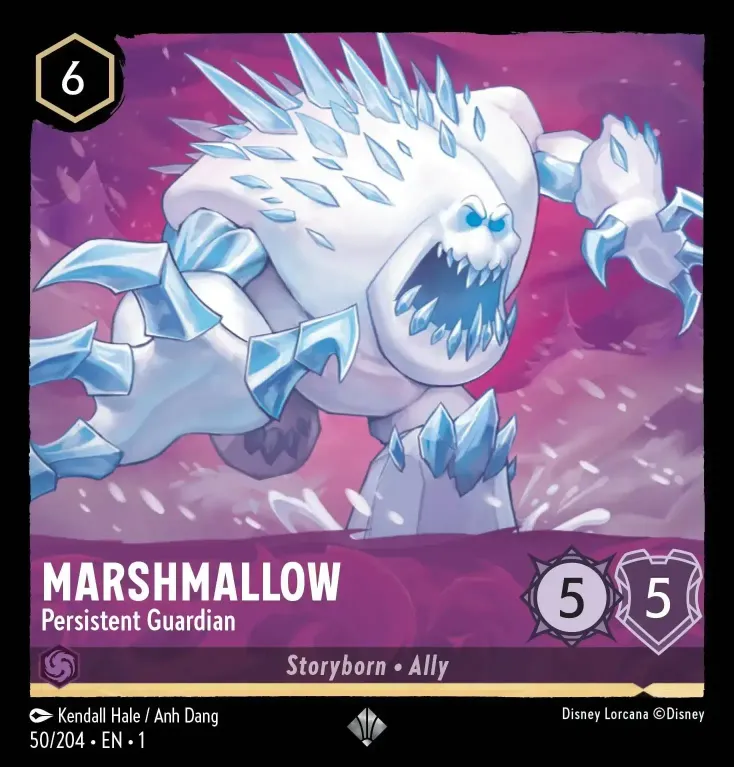 6
MARSHMALLOW
Persistent Guardian
5 5
Storyborn • Ally
Kendall Hale / Anh Dang
Disney Lorcana ©Disney
50/204 • EN • 1